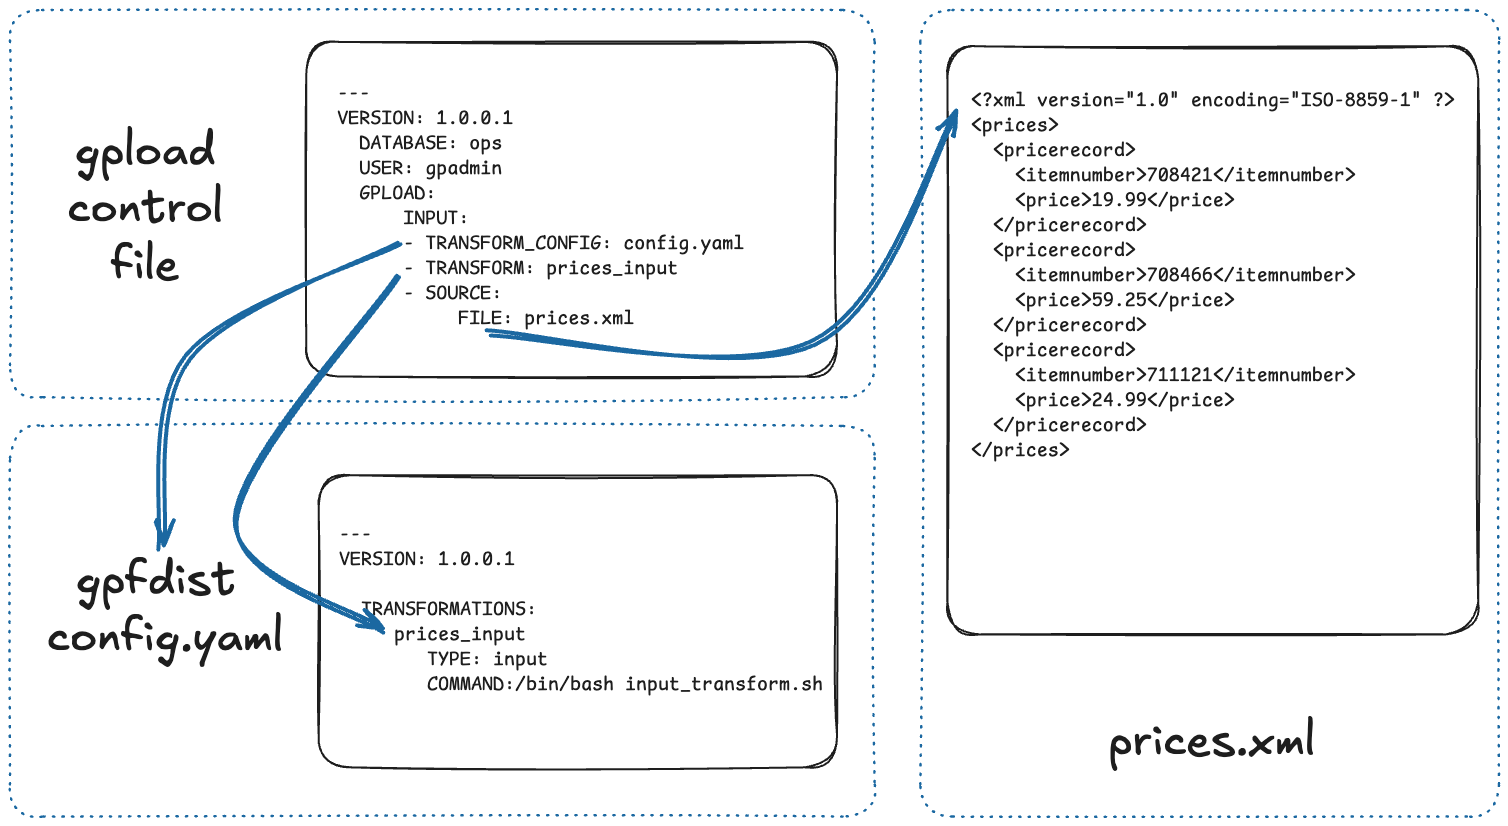 gpload
control
file
---
VERSION: 1.0.0.1
DATABASE: ops
USER: gpadmin
GPLOAD:
INPUT:
- TRANSFORM_CONFIG: config.yaml
- TRANSFORM: prices_input
- SOURCE:
FILE: prices.xml
gpfdist
config.yaml
---
VERSION: 1.0.0.1
TRANSFORMATIONS:
prices_input
TYPE: input
COMMAND:/bin/bash input_transform.sh
<?xml version="1.0" encoding="ISO-8859-1" ?>
<prices>
<pricerecord>
<itemnumber>708421</itemnumber>
<price>19.99</price>
</pricerecord>
<pricerecord>
<itemnumber>708466</itemnumber>
<price>59.25</price>
</pricerecord>
<pricerecord>
<itemnumber>711121</itemnumber>
<price>24.99</price>
</pricerecord>
</prices>
prices.xml